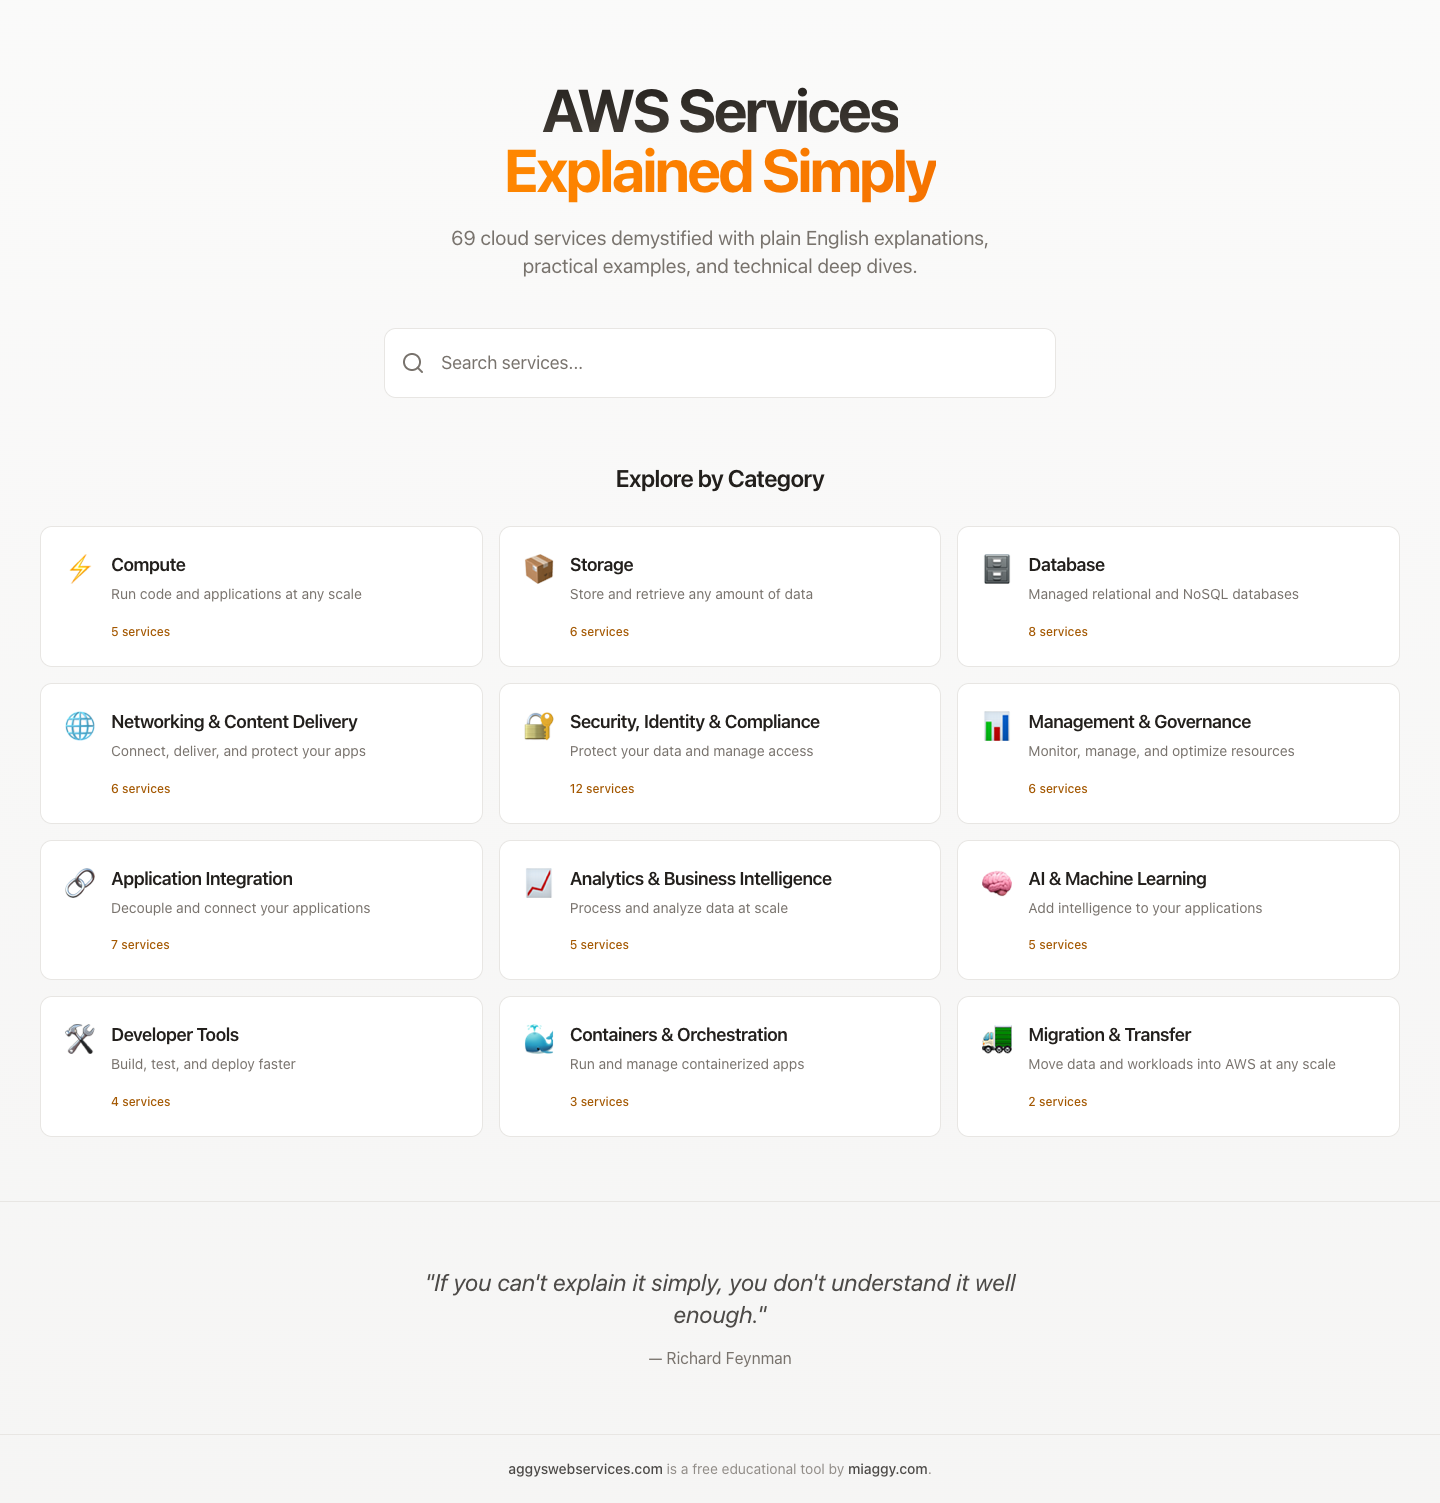 AWS Services
Explained Simply
69 cloud services demystified with plain English explanations,
practical examples, and technical deep dives.
Search services...
Explore by Category
Compute
Run code and applications at any scale
5 services
Storage
Store and retrieve any amount of data
6 services
Database
Managed relational and NoSQL databases
8 services
Networking & Content Delivery
Connect, deliver, and protect your apps
6 services
Security, Identity & Compliance
Protect your data and manage access
12 services
Management & Governance
Monitor, manage, and optimize resources
6 services
Application Integration
Decouple and connect your applications
7 services
Analytics & Business Intelligence
Process and analyze data at scale
5 services
AI & Machine Learning
Add intelligence to your applications
5 services
Developer Tools
Build, test, and deploy faster
4 services
Containers & Orchestration
Run and manage containerized apps
3 services
Migration & Transfer
Move data and workloads into AWS at any scale
2 services
"If you can't explain it simply, you don't understand it well
enough."
— Richard Feynman
aggyswebservices.com is a free educational tool by miaggy.com.